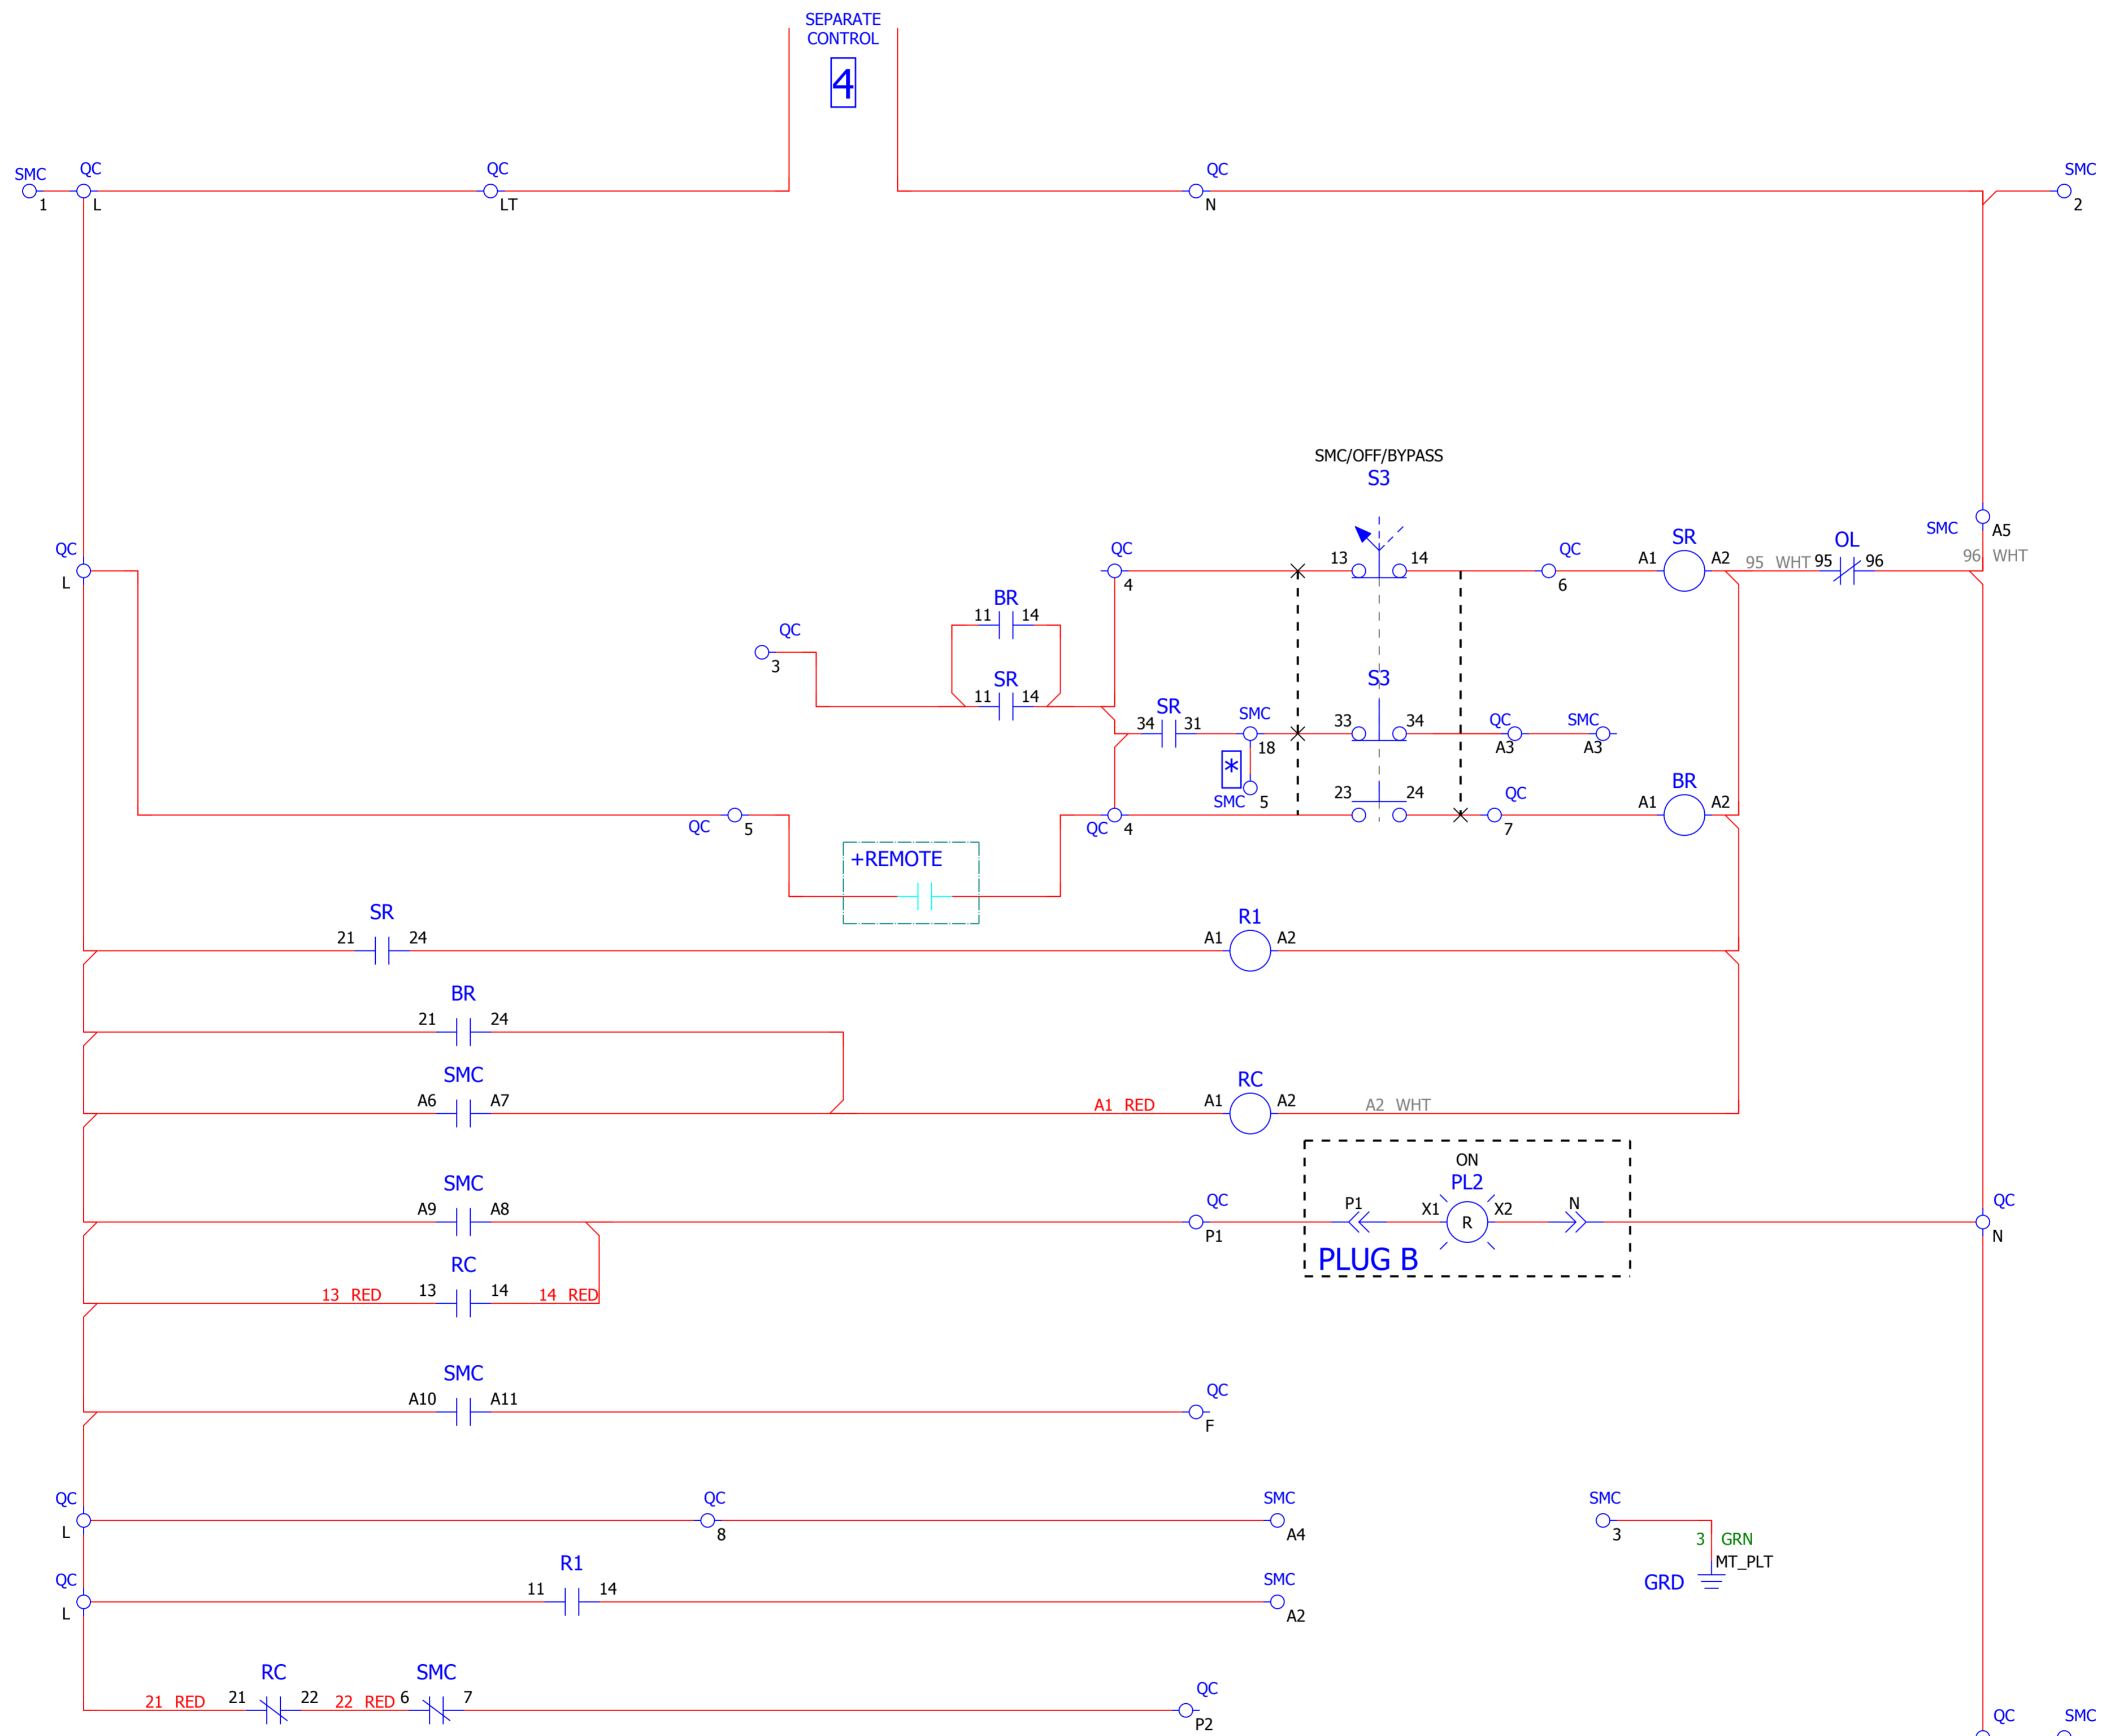 SEPARATE
CONTROL
4
SMC
1
QC
L
QC
LT
QC
N
SMC
2
SMC/OFF/BYPASS
S3
QC
L
QC
4
13
14
QC
6
SR
A1
A2
95 WHT
OL
95
96
SMC
A5
96 WHT
BR
11
14
QC
3
SR
11
14
SR
34
31
SMC
18
S3
33
34
QC
A3
SMC
A3
*
SMC
5
QC
5
QC
4
23
24
QC
7
BR
A1
A2
+REMOTE
SR
21
24
R1
A1
A2
BR
21
24
SMC
A6
A7
A1 RED
RC
A1
A2
A2 WHT
SMC
A9
A8
QC
P1
ON
PL2
P1
X1
R
X2
N
PLUG B
QC
N
RC
13 RED
13
14
14 RED
SMC
A10
A11
QC
F
QC
L
QC
8
SMC
A4
SMC
3
3 GRN
MT_PLT
GRD
QC
L
R1
11
14
SMC
A2
RC
21 RED
21
22
22 RED
SMC
6
7
QC
P2
QC
SMC